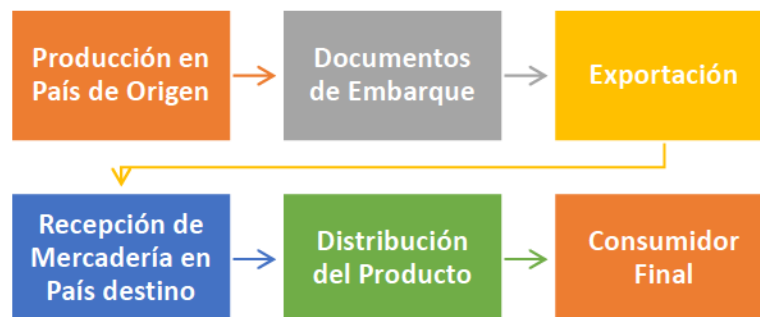 Producción en
País de Origen
Documentos
de Embarque
Exportación
Recepción de
Mercadería en
País destino
Distribución
del Producto
Consumidor
Final